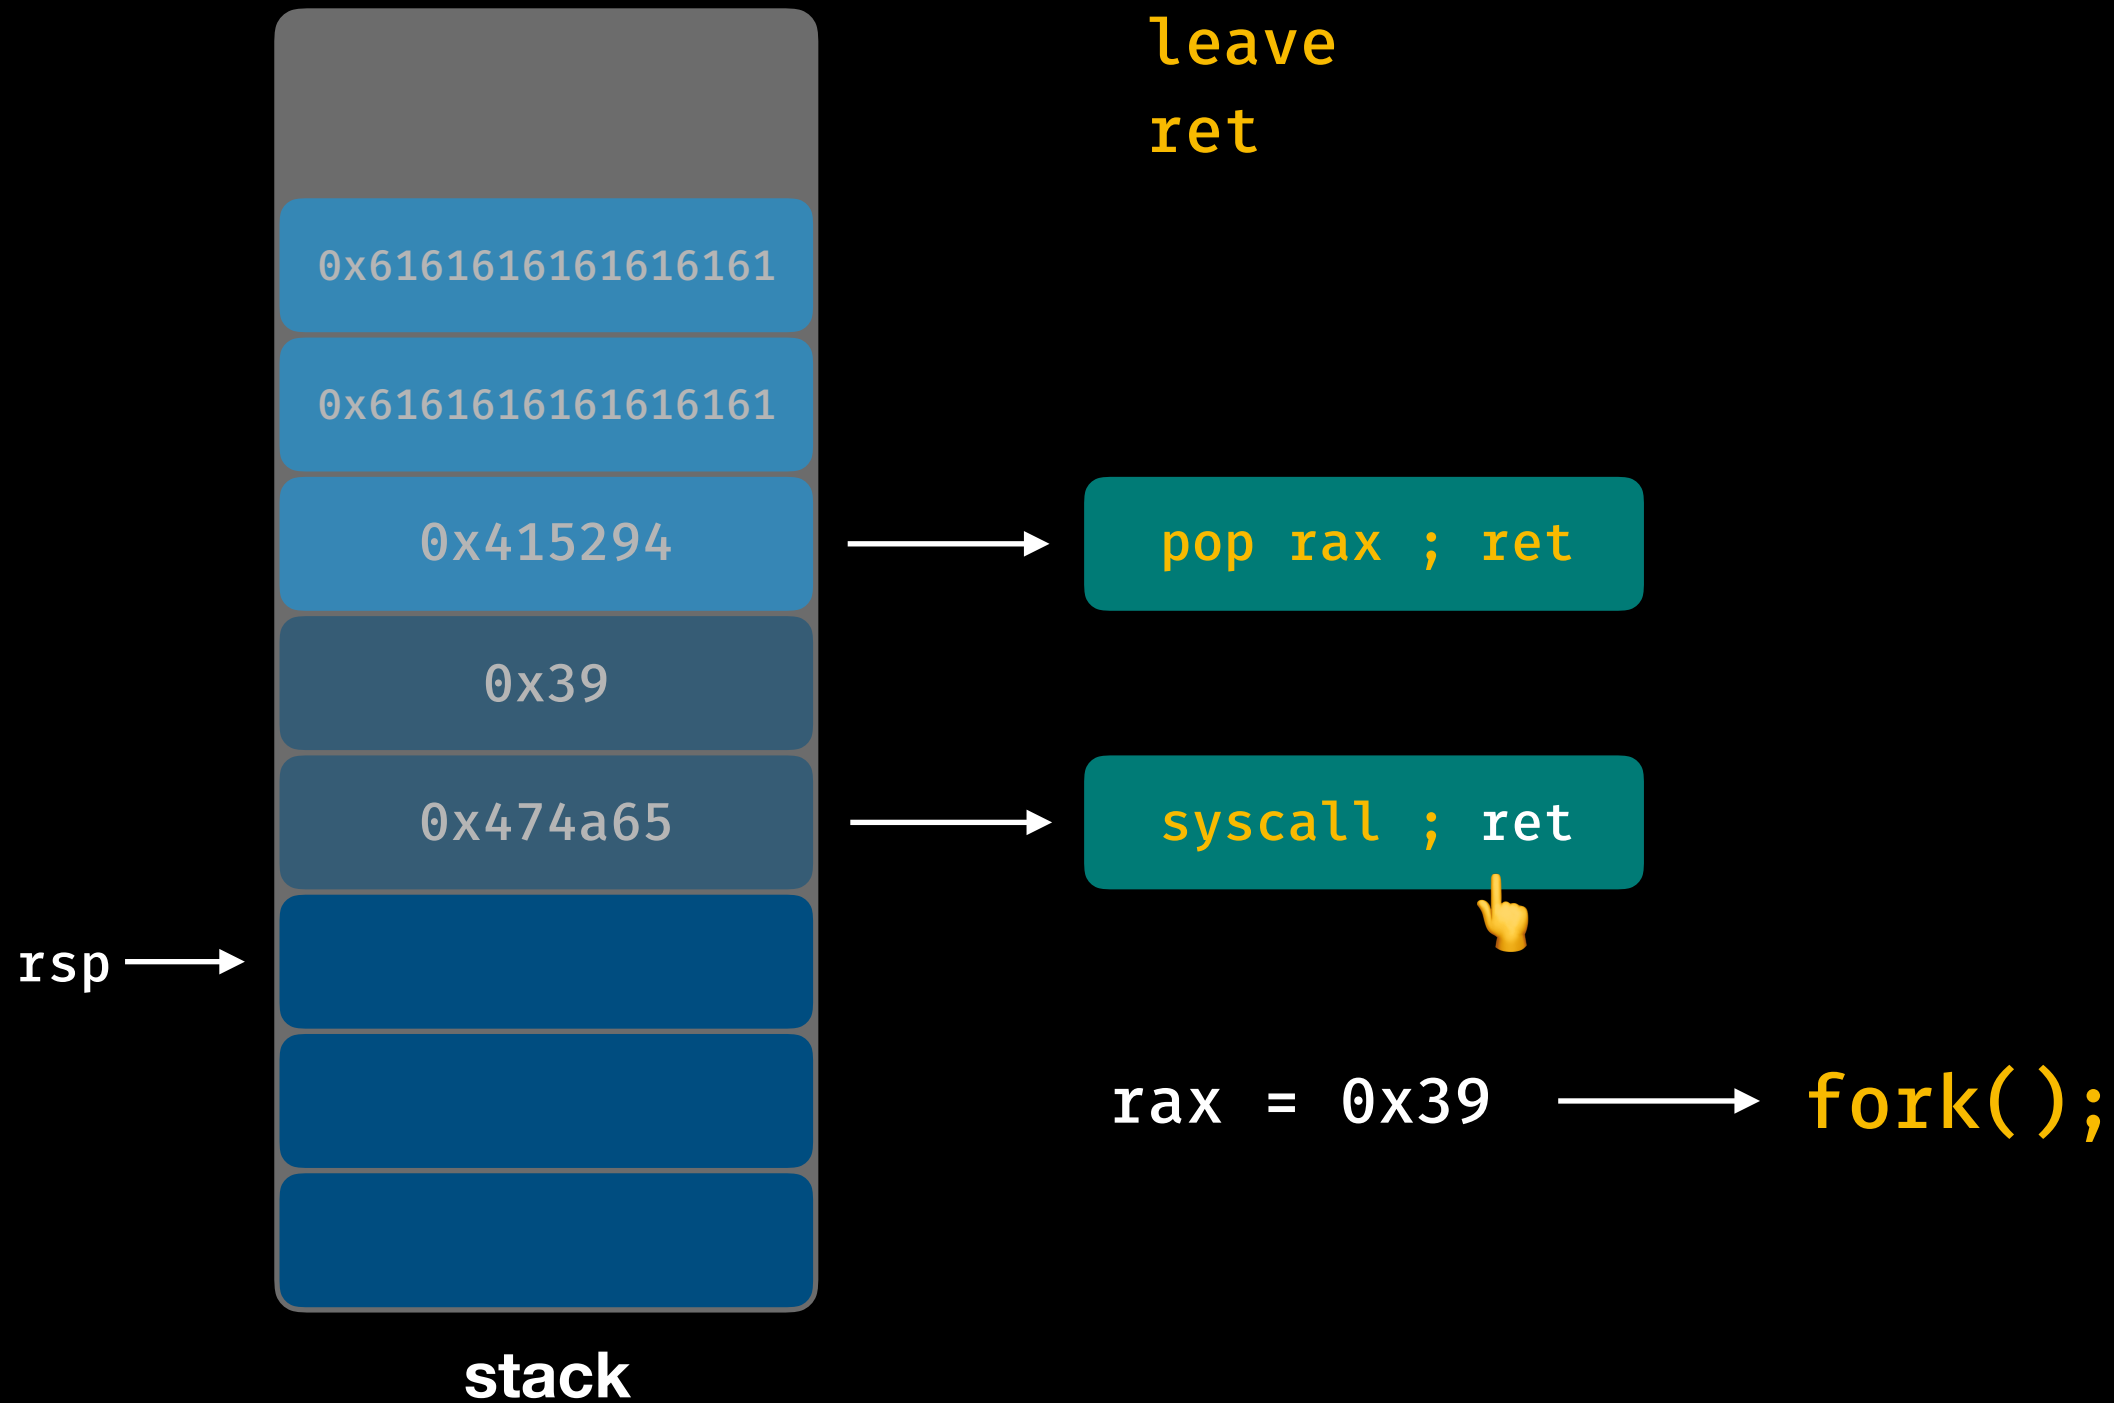 leave
ret
0x6161616161616161
0x6161616161616161
0x415294
pop rax ; ret
0x39
0x474a65
syscall ; ret
rsp
rax = 0x39
fork();
stack